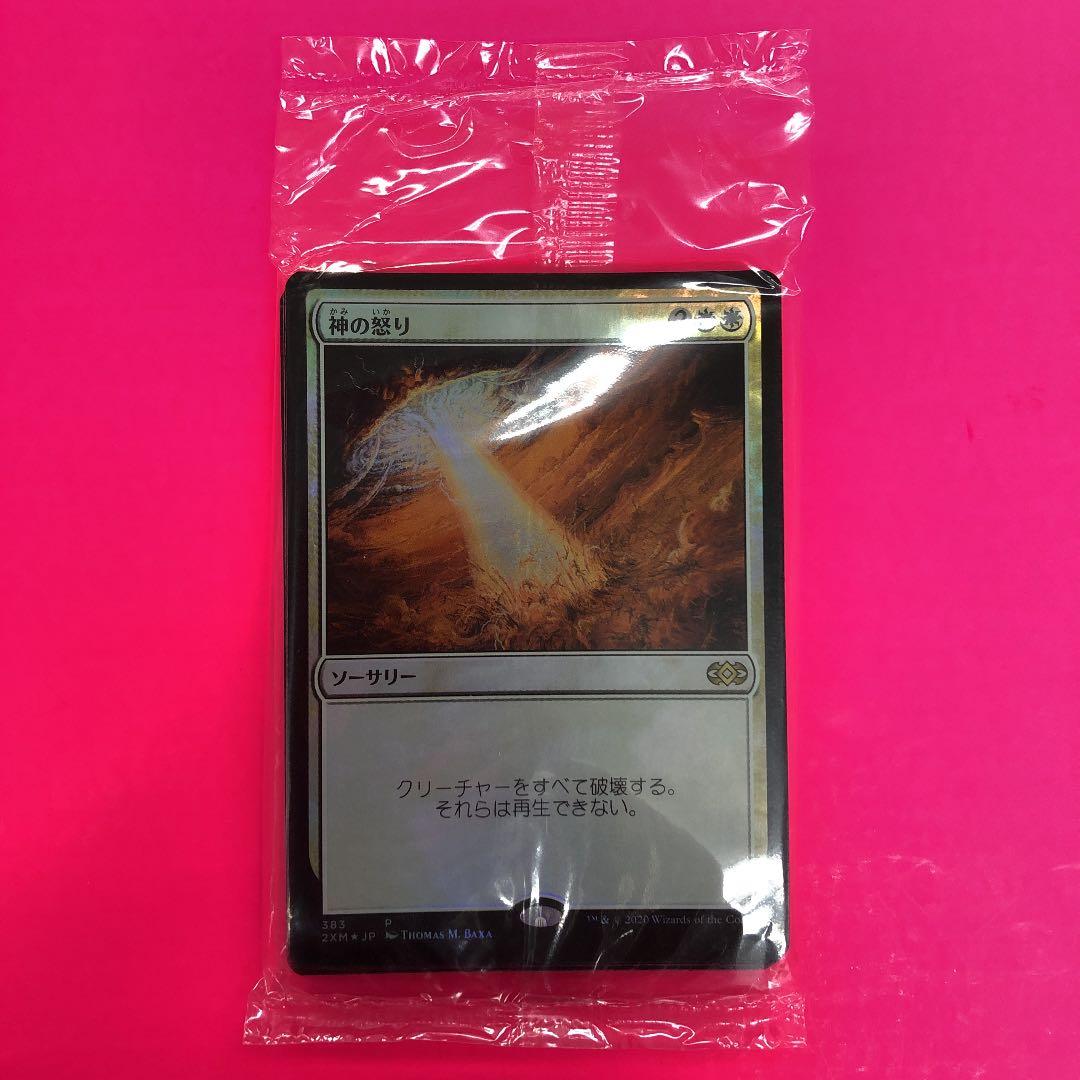 かみ いか
神の怒り
2
ソーサリー
クリーチャーをすべて破壊する。
それらは再生できない。
383 P
2XM★JP THOMAS M. BAXA
™ & © 2020 Wizards of the Co